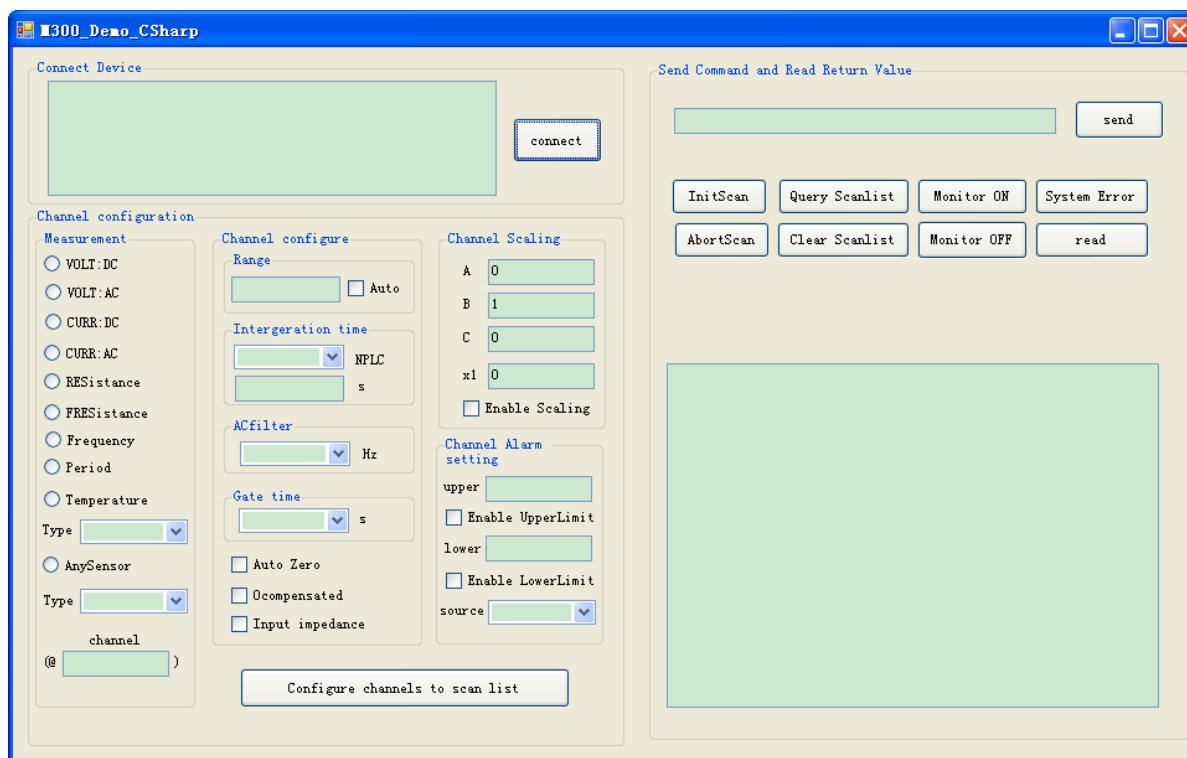 M300_Demo_CSharp
Connect Device
connect
Channel configuration
Measurement
VOLT:DC
VOLT:AC
CURR:DC
CURR:AC
RESistance
FRESistance
Frequency
Period
Temperature
Type
AnySensor
Type
channel
(@ )
Channel configure
Range
Auto
Intergeration time
NPLC
s
ACfilter
Hz
Gate time
s
Auto Zero
Ocompensated
Input impedance
Channel Scaling
A 0
B 1
C 0
x1 0
Enable Scaling
Channel Alarm
setting
upper
Enable UpperLimit
lower
Enable LowerLimit
source
Configure channels to scan list
Send Command and Read Return Value
send
InitScan Query Scanlist Monitor ON System Error
AbortScan Clear Scanlist Monitor OFF read